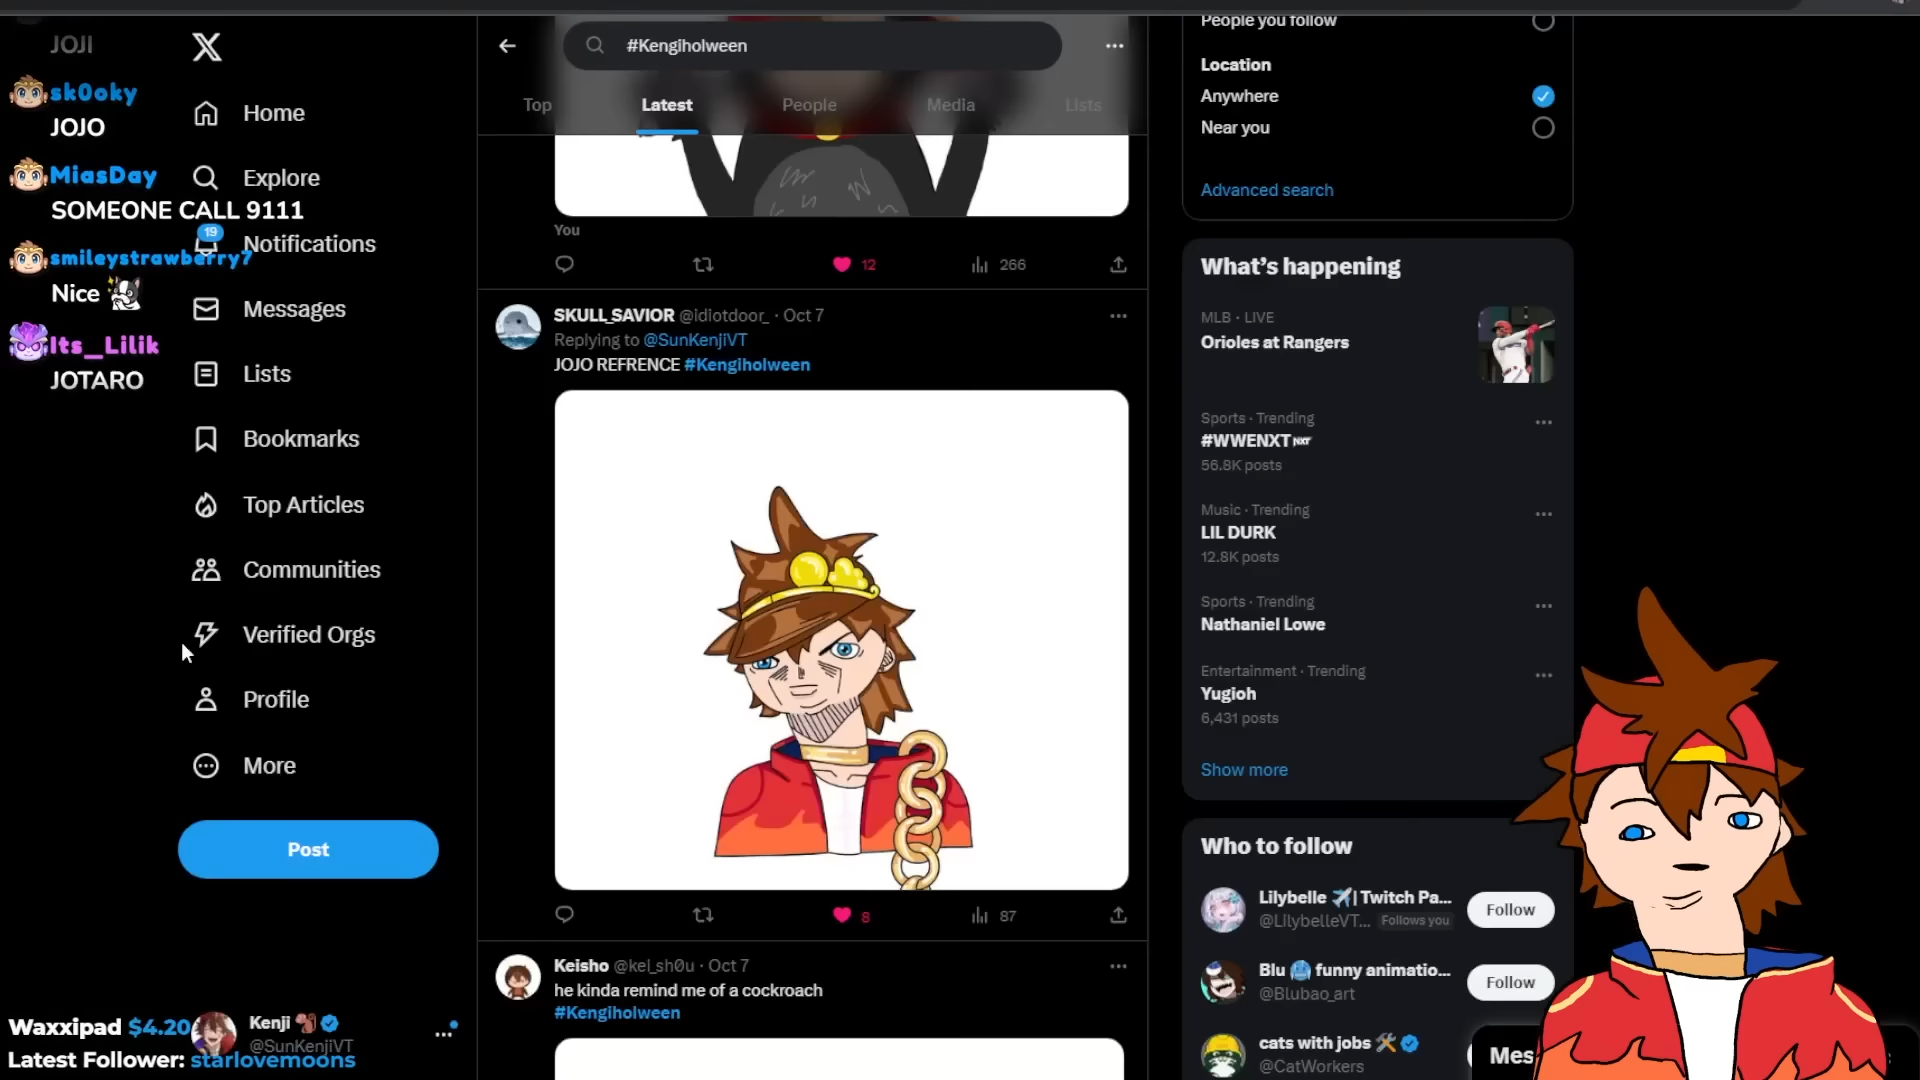 JOJI
sk0oky
JOJO
MiasDay
SOMEONE CALL 9111
smileystrawberry7
Nice
Its_Lilik
JOTARO
Home
Explore
19
Notifications
Messages
Lists
Bookmarks
Top Articles
Communities
Verified Orgs
Profile
More
Post
Waxxipad $4.20
Kenji
@SunKenjiVT
Latest Follower: starlovemoons
#Kengiholween
Top
Latest
People
Media
Lists
You
12
266
SKULL_SAVIOR @idiotdoor_ · Oct 7
Replying to @SunKenjiVT
JOJO REFRENCE #Kengiholween
8
87
Keisho @kel_sh0u · Oct 7
he kinda remind me of a cockroach
#Kengiholween
People you follow
Location
Anywhere
Near you
Advanced search
What's happening
MLB · LIVE
Orioles at Rangers
Sports · Trending
#WWENXT
56.8K posts
Music · Trending
LIL DURK
12.8K posts
Sports · Trending
Nathaniel Lowe
Entertainment · Trending
Yugioh
6,431 posts
Show more
Who to follow
Lilybelle ✈️| Twitch Pa...
@LilybelleVT... Follows you
Follow
Blu 🥶 funny animatio...
@Blubao_art
Follow
cats with jobs 🛠️
@CatWorkers
Mes